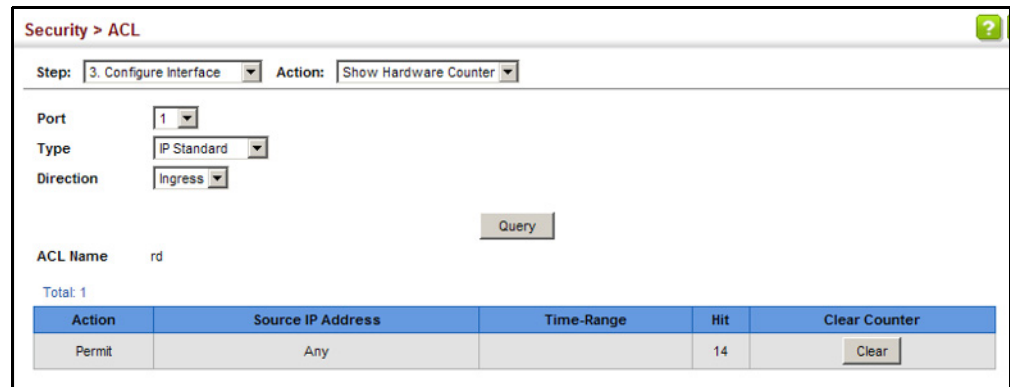 Security > ACL
?
Step: 3. Configure Interface Action: Show Hardware Counter
Port 1
Type IP Standard
Direction Ingress
Query
ACL Name rd
Total: 1
Action Source IP Address Time-Range Hit Clear Counter
Permit Any 14 Clear